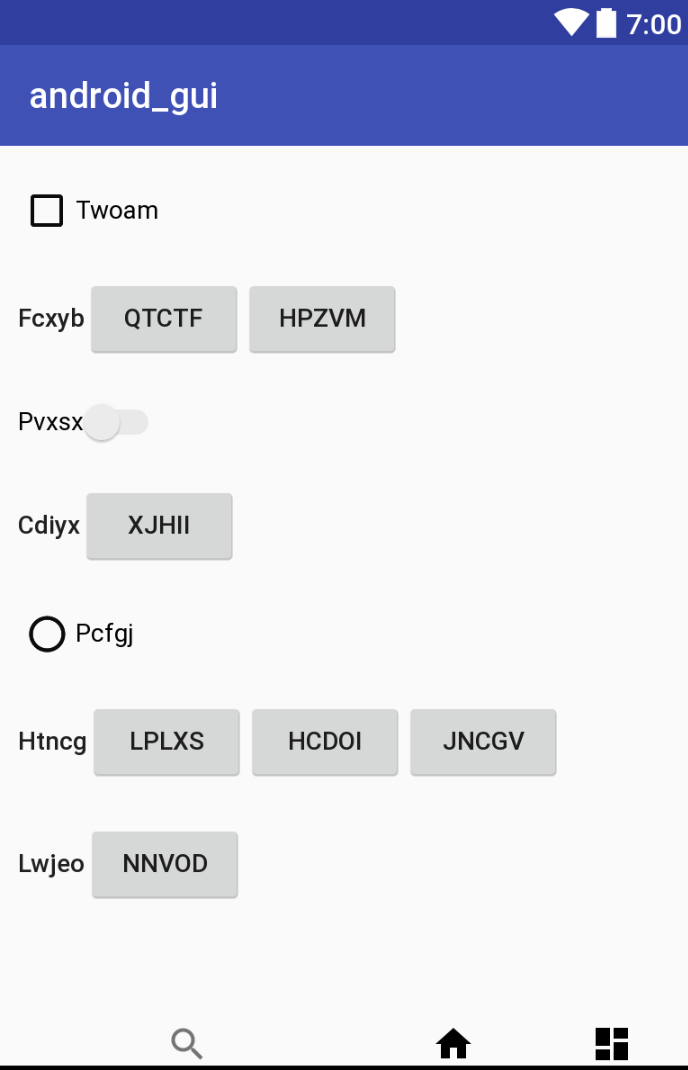 7:00
android_gui
Twoam
Fcxyb QTCTF HPZVM
Pvxsx
Cdiyx XJHII
Pcfgj
Htncg LPLXS HCDOI JNCGV
Lwjeo NNVOD